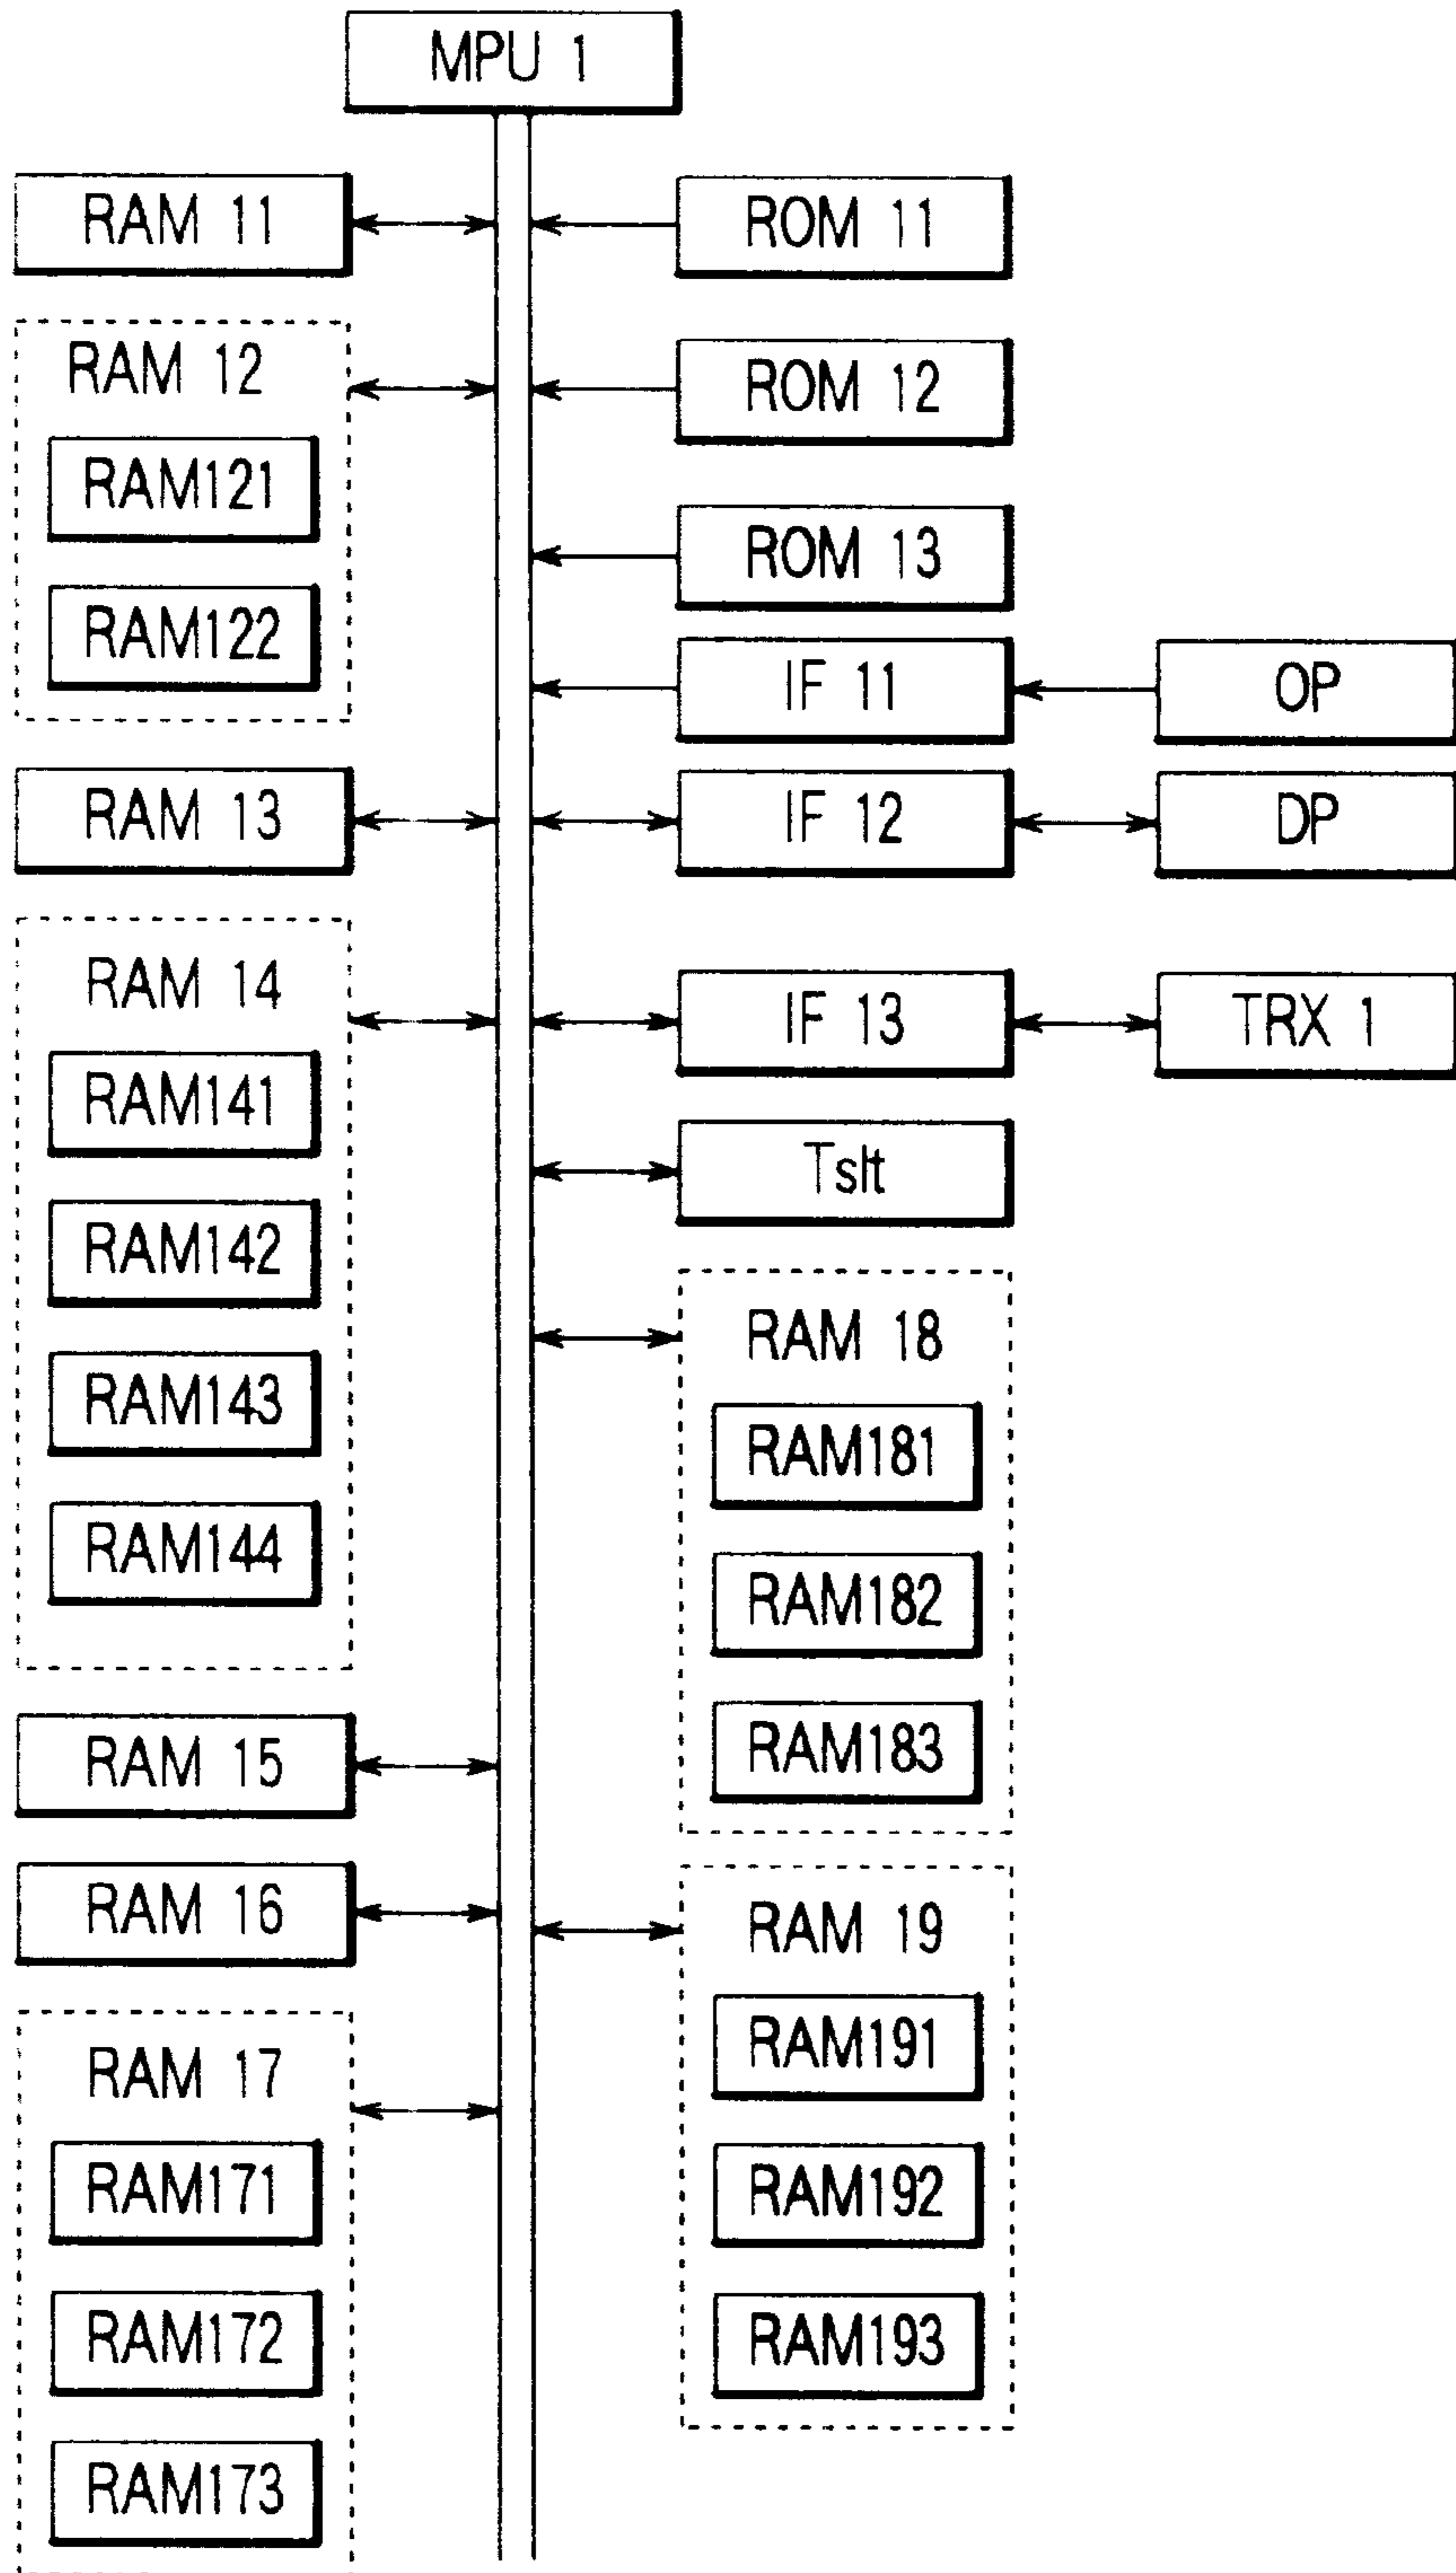 MPU 1
RAM 11
RAM 12
RAM121
RAM122
RAM 13
RAM 14
RAM141
RAM142
RAM143
RAM144
RAM 15
RAM 16
RAM 17
RAM171
RAM172
RAM173
ROM 11
ROM 12
ROM 13
IF 11
OP
IF 12
DP
IF 13
TRX 1
Tslt
RAM 18
RAM181
RAM182
RAM183
RAM 19
RAM191
RAM192
RAM193